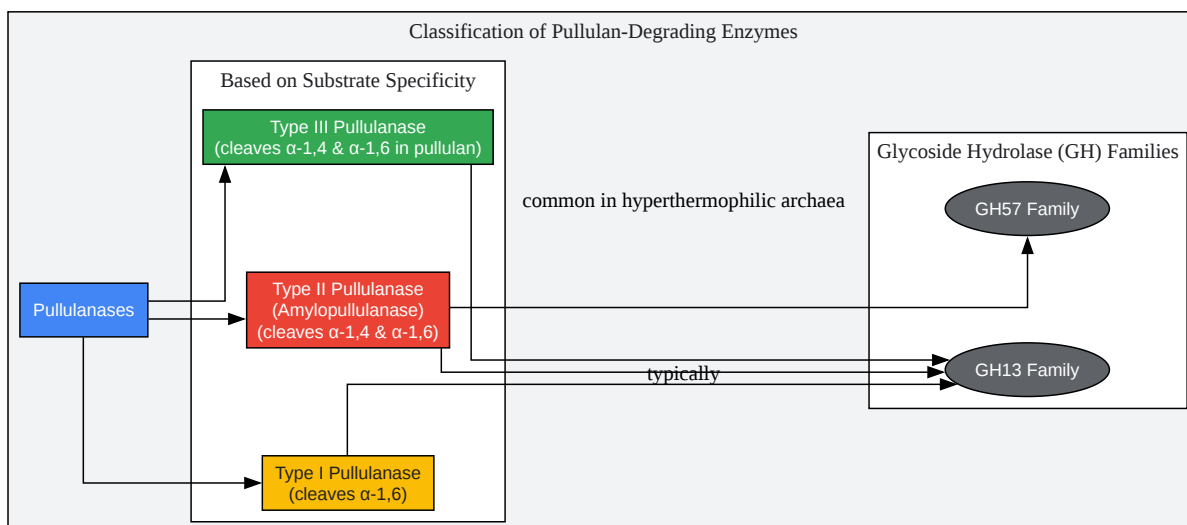 Classification of Pullulan-Degrading Enzymes
Based on Substrate Specificity
Type III Pullulanase
(cleaves α-1,4 & α-1,6 in pullulan)
Glycoside Hydrolase (GH) Families
common in hyperthermophilic archaea
GH57 Family
Pullulanases
Type II Pullulanase
(Amylopullulanase)
(cleaves α-1,4 & α-1,6)
typically
GH13 Family
Type I Pullulanase
(cleaves α-1,6)